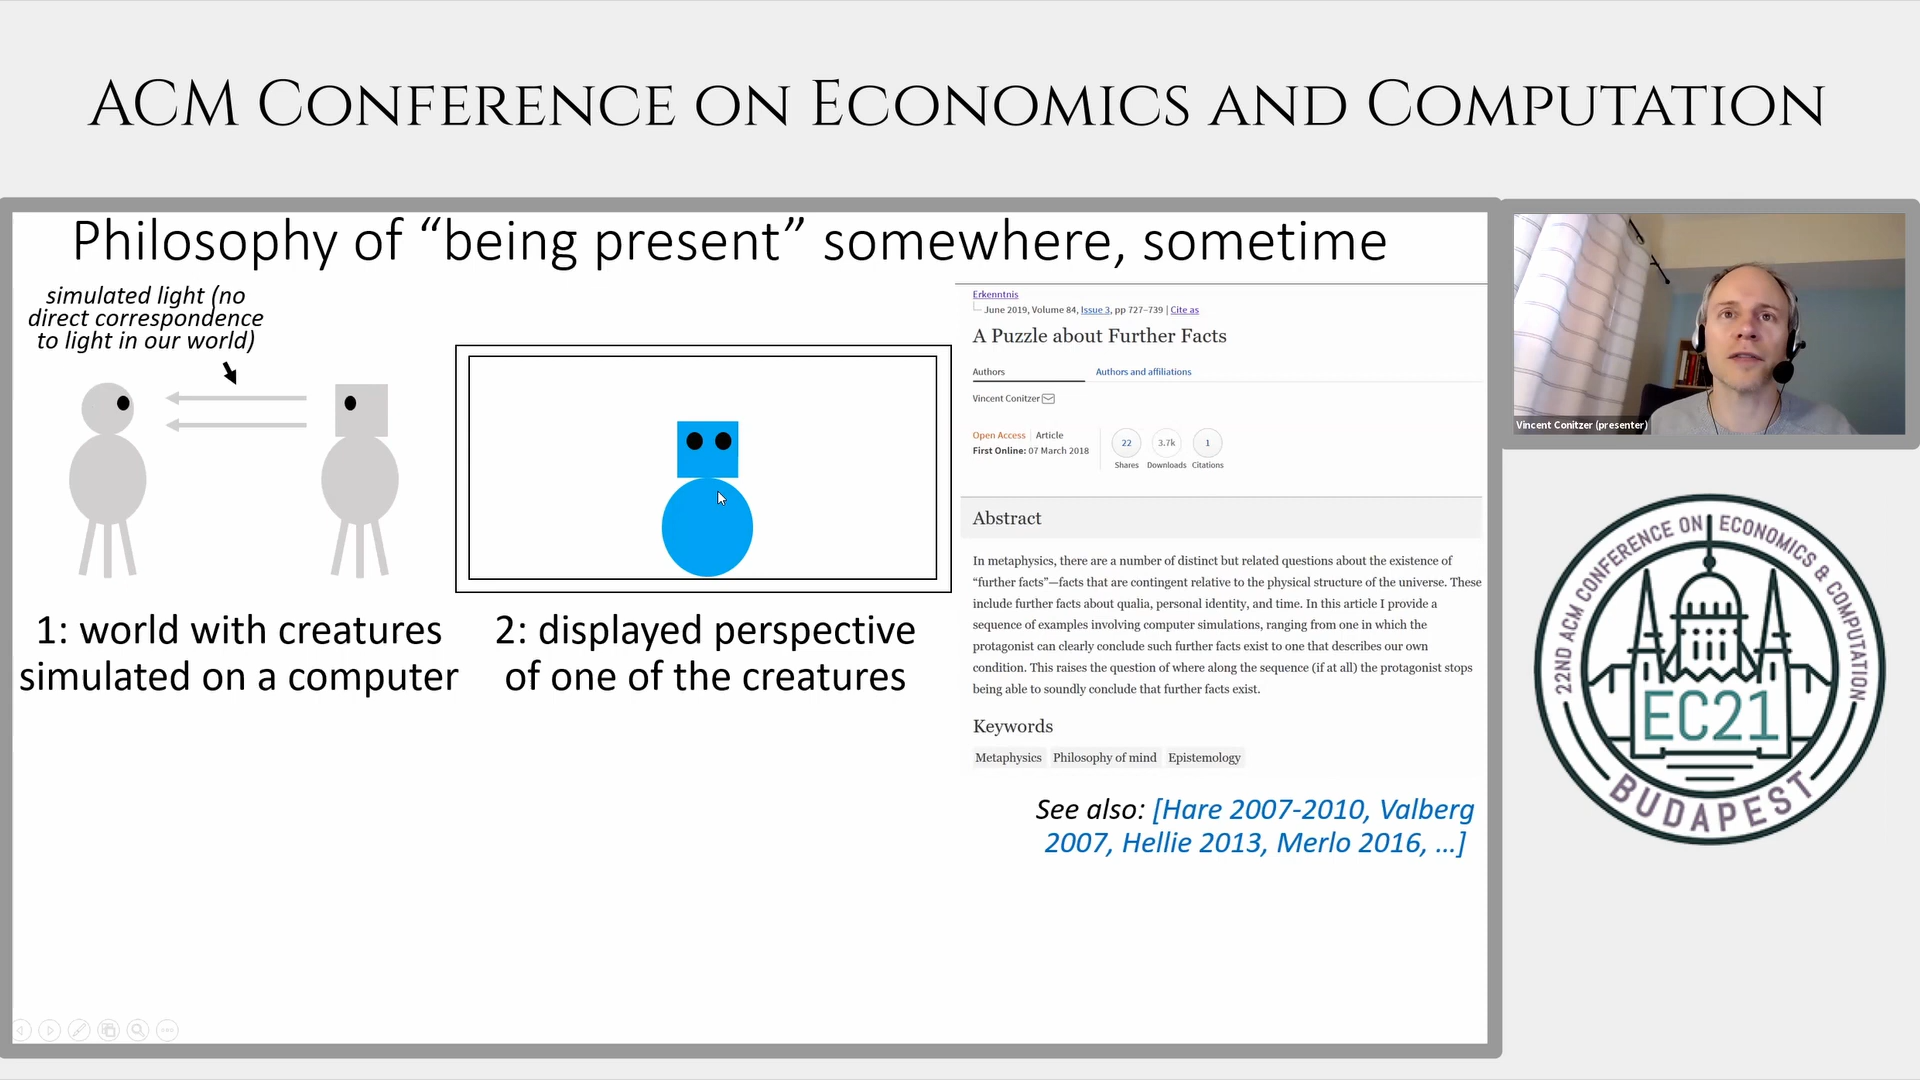 ACM Conference on Economics and Computation
Philosophy of “being present” somewhere, sometime
simulated light (no
direct correspondence
to light in our world)
1: world with creatures
simulated on a computer
2: displayed perspective
of one of the creatures
Erkenntnis
June 2019, Volume 84, Issue 3, pp 727–739 | Cite as
A Puzzle about Further Facts
Authors
Authors and affiliations
Vincent Conitzer
Open Access Article
First Online: 07 March 2018
22
3.7k
1
Shares
Downloads
Citations
Abstract
In metaphysics, there are a number of distinct but related questions about the existence of
“further facts”—facts that are contingent relative to the physical structure of the universe. These
include further facts about qualia, personal identity, and time. In this article I provide a
sequence of examples involving computer simulations, ranging from one in which the
protagonist can clearly conclude such further facts exist to one that describes our own
condition. This raises the question of where along the sequence (if at all) the protagonist stops
being able to soundly conclude that further facts exist.
Keywords
Metaphysics Philosophy of mind Epistemology
See also: [Hare 2007-2010, Valberg
2007, Hellie 2013, Merlo 2016, ...]
Vincent Conitzer (presenter)
22ND ACM CONFERENCE ON ECONOMICS & COMPUTATION
EC21
BUDAPEST